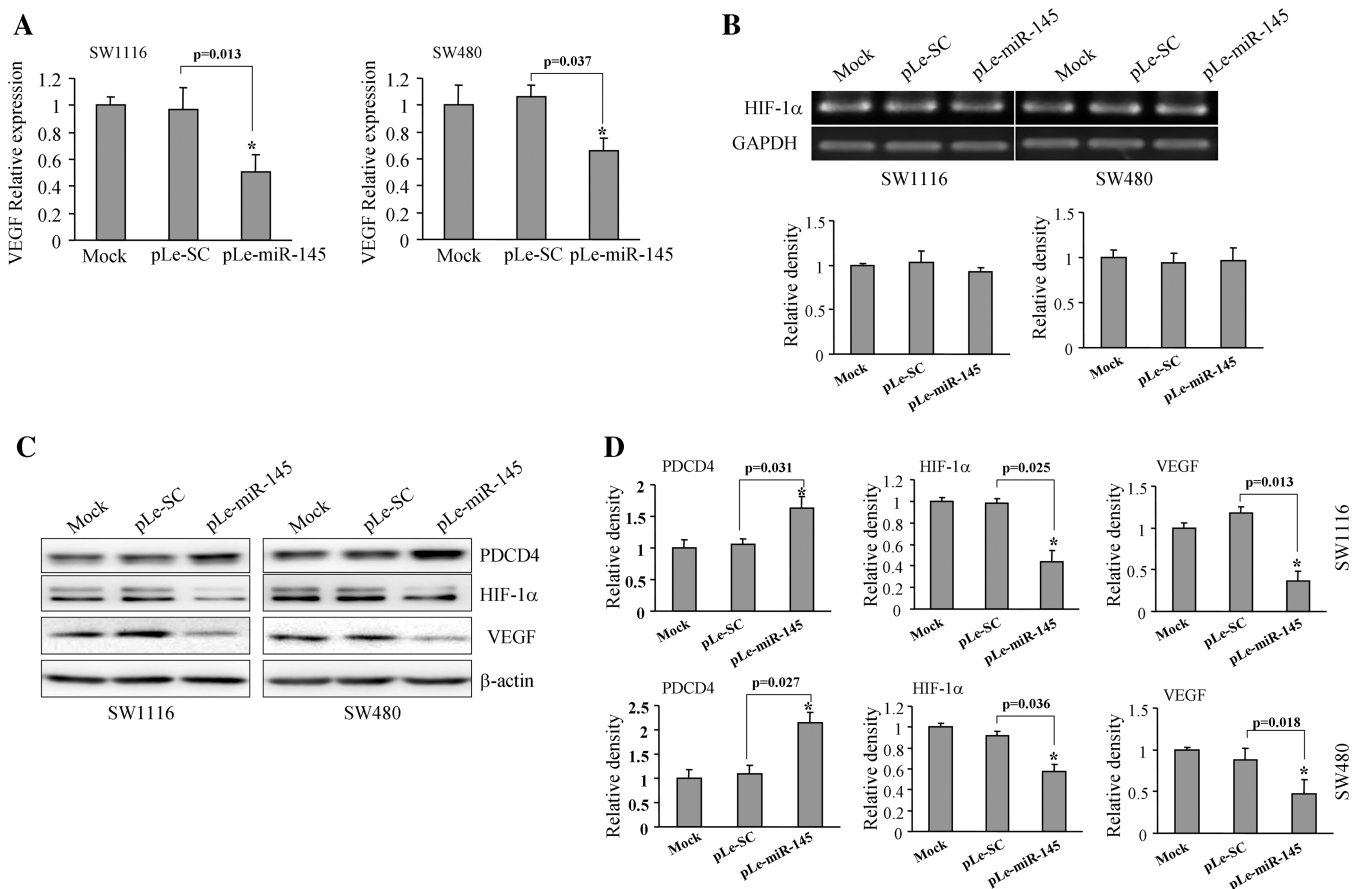 A
SW1116
p=0.013
VEGF Relative expression
1.2
1
0.8
0.6
0.4
0.2
0
*
Mock
pLe-SC
pLe-miR-145
SW480
p=0.037
VEGF Relative expression
1.2
1
0.8
0.6
0.4
0.2
0
*
Mock
pLe-SC
pLe-miR-145
B
Mock
pLe-SC
pLe-miR-145
Mock
pLe-SC
pLe-miR-145
HIF-1α
GAPDH
SW1116
SW480
Relative density
1.5
1
0.5
0
Mock
pLe-SC
pLe-miR-145
Relative density
1.5
1
0.5
0
Mock
pLe-SC
pLe-miR-145
C
Mock
pLe-SC
pLe-miR-145
Mock
pLe-SC
pLe-miR-145
PDCD4
HIF-1α
VEGF
β-actin
SW1116
SW480
D
PDCD4
p=0.031
Relative density
2
1.5
1
0.5
0
*
Mock
pLe-SC
pLe-miR-145
HIF-1α
p=0.025
Relative density
1.2
1
0.8
0.6
0.4
0.2
0
*
Mock
pLe-SC
pLe-miR-145
VEGF
p=0.013
Relative density
1.5
1
0.5
0
*
Mock
pLe-SC
pLe-miR-145
SW1116
PDCD4
p=0.027
Relative density
2.5
2
1.5
1
0.5
0
*
Mock
pLe-SC
pLe-miR-145
HIF-1α
p=0.036
Relative density
1.2
1
0.8
0.6
0.4
0.2
0
*
Mock
pLe-SC
pLe-miR-145
VEGF
p=0.018
Relative density
1.5
1
0.5
0
*
Mock
pLe-SC
pLe-miR-145
SW480